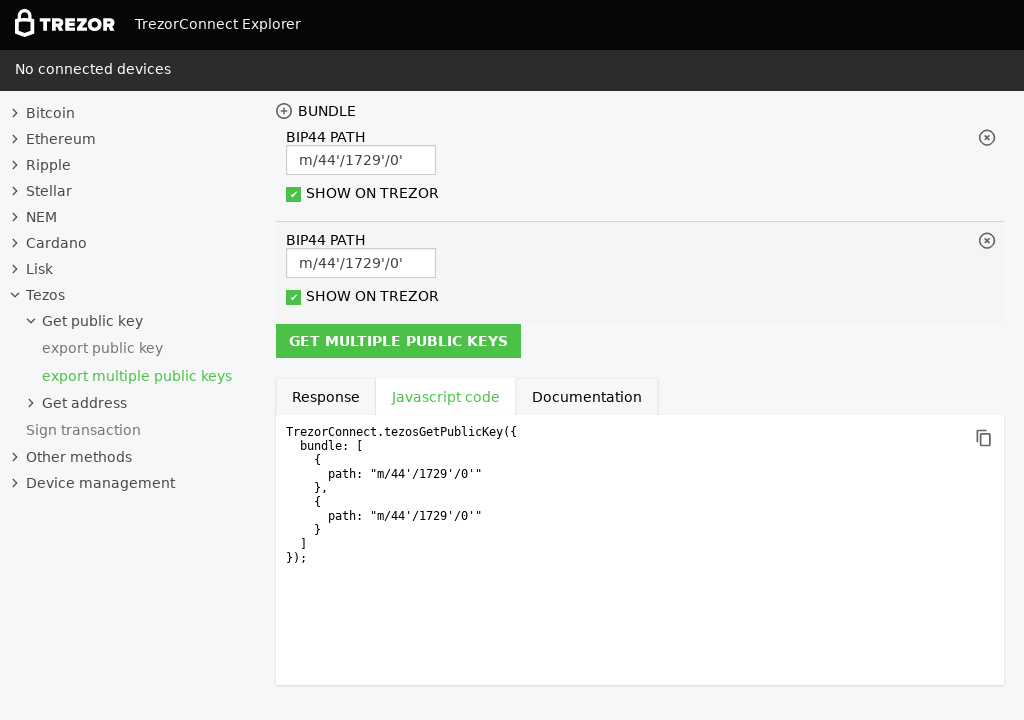 TREZOR TrezorConnect Explorer
No connected devices
Bitcoin
Ethereum
Ripple
Stellar
NEM
Cardano
Lisk
Tezos
Get public key
export public key
export multiple public keys
Get address
Sign transaction
Other methods
Device management
BUNDLE
BIP44 PATH
m/44'/1729'/0'
SHOW ON TREZOR
BIP44 PATH
m/44'/1729'/0'
SHOW ON TREZOR
GET MULTIPLE PUBLIC KEYS
Response Javascript code Documentation
TrezorConnect.tezosGetPublicKey({
  bundle: [
    {
      path: "m/44'/1729'/0'"
    },
    {
      path: "m/44'/1729'/0'"
    }
  ]
});